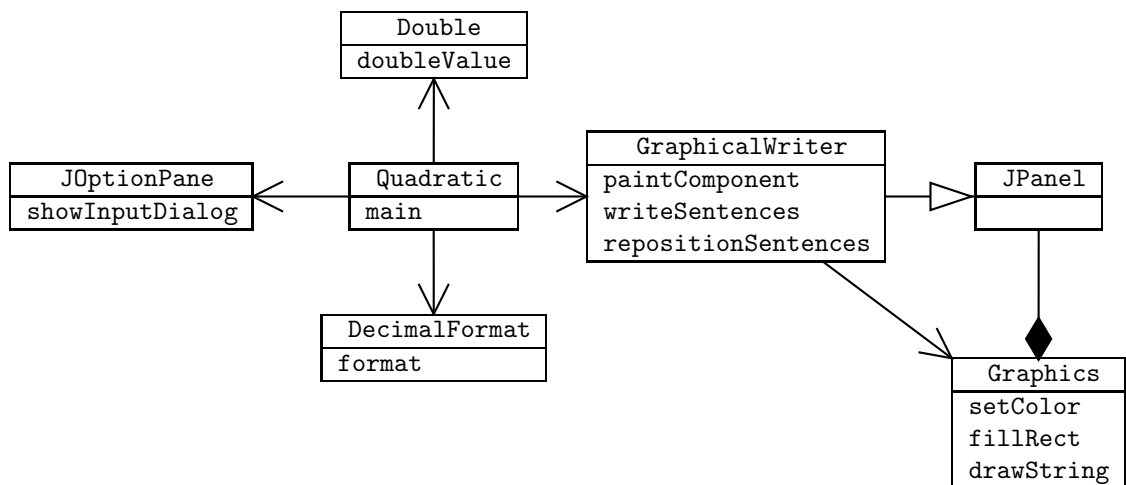 Double
doubleValue
JOptionPane
showInputDialog
Quadratic
main
GraphicalWriter
paintComponent
writeSentences
repositionSentences
JPanel
DecimalFormat
format
Graphics
setColor
fillRect
drawString